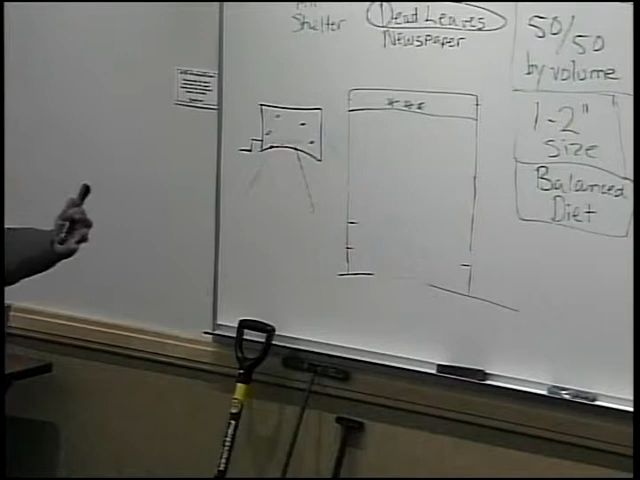 Shelter
Dead Leaves
Newspaper
50/50
by volume
1-2"
size
Balanced
Diet